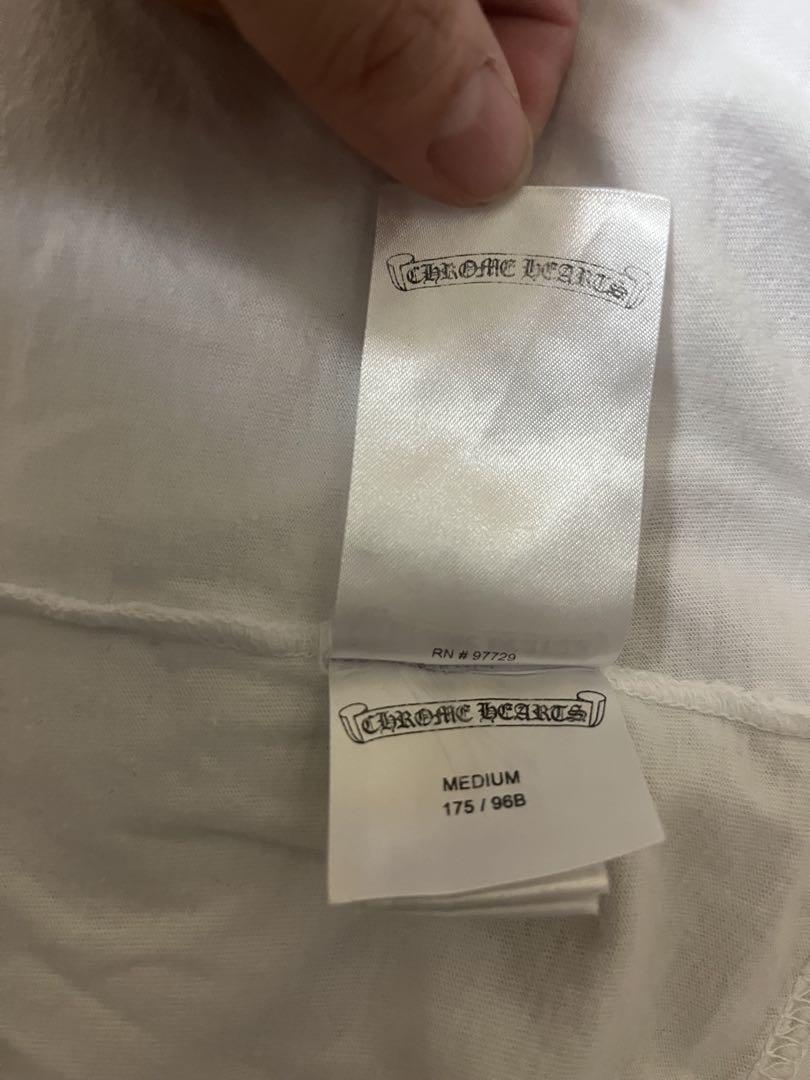 CHROME HEARTS
RN # 97729
CHROME HEARTS
MEDIUM
175 / 96B